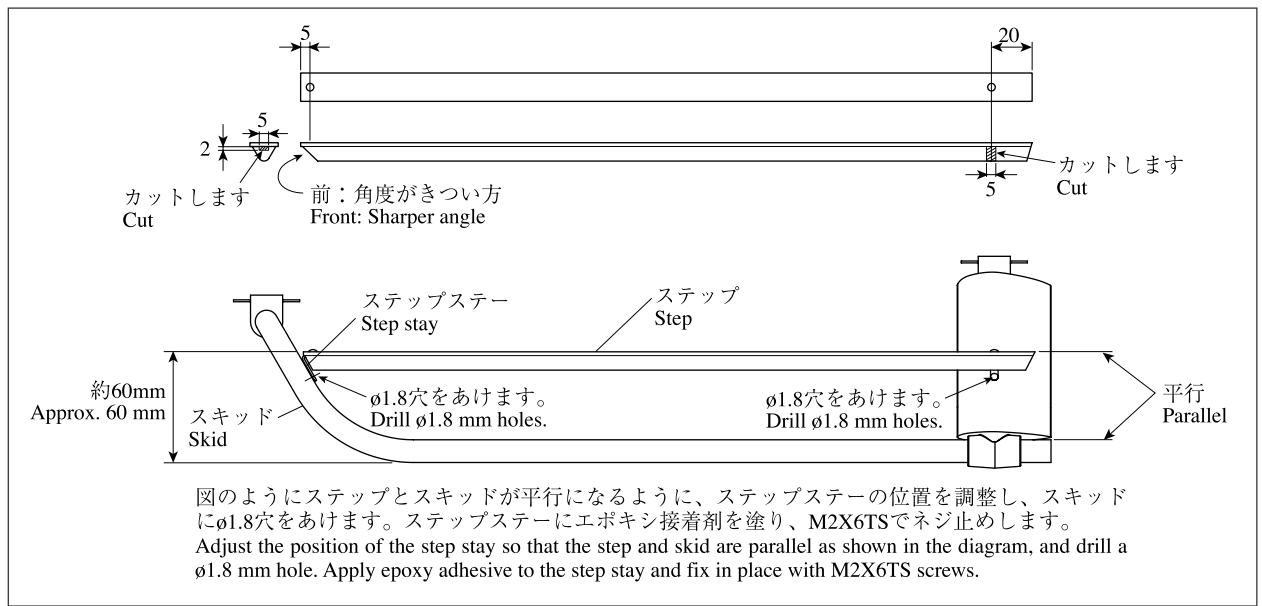 5
20
5
2
カットします
Cut
前：角度がきつい方
Front: Sharper angle
5
カットします
Cut
ステップステー
Step stay
ステップ
Step
約60mm
Approx. 60 mm
スキッド
Skid
ø1.8穴をあけます。
Drill ø1.8 mm holes.
ø1.8穴をあけます。
Drill ø1.8 mm holes.
平行
Parallel
図のようにステップとスキッドが平行になるように、ステップステーの位置を調整し、スキッド
にø1.8穴をあけます。ステップステーにエポキシ接着剤を塗り、M2X6TSでネジ止めします。
Adjust the position of the step stay so that the step and skid are parallel as shown in the diagram, and drill a
ø1.8 mm hole. Apply epoxy adhesive to the step stay and fix in place with M2X6TS screws.